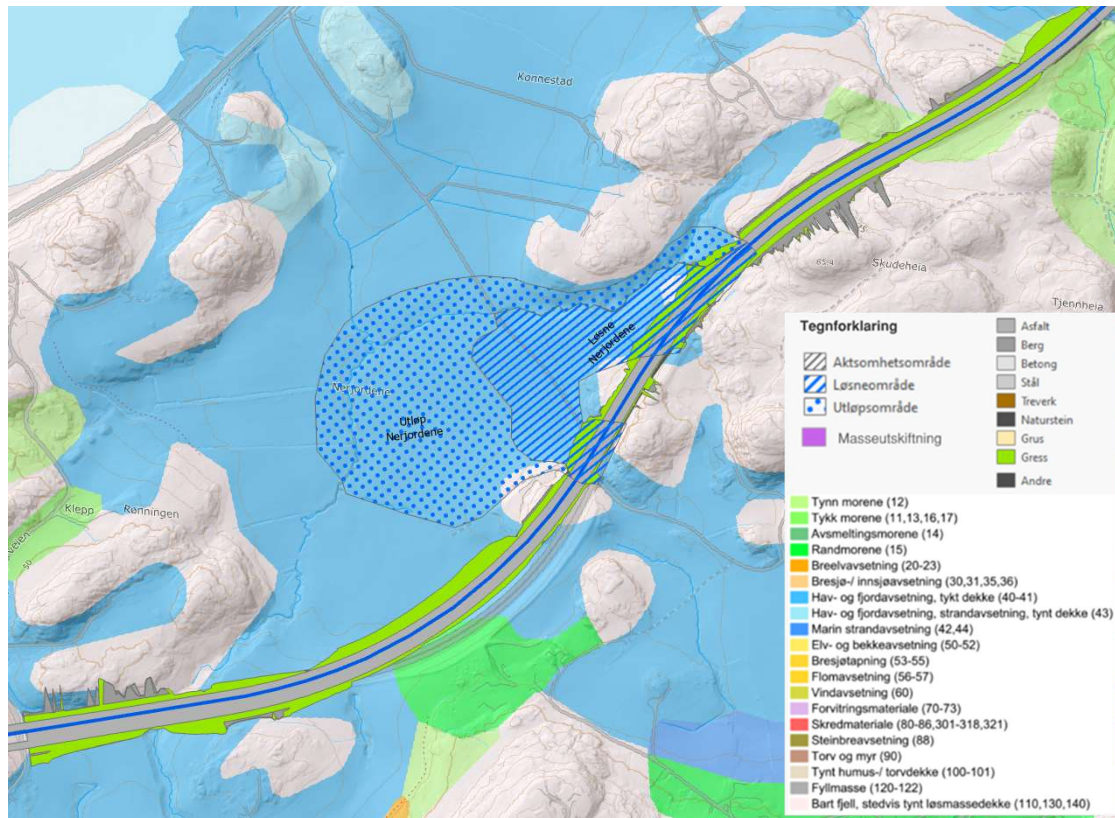 Konnestad
Skudeheia
Tjennheia
Løsne
Nerjordene
Nerjordene
Utløp
Nerjordene
Klepp
Rønningen
Tegnforklaring
Aktsomhetsområde
Løsneområde
Utløpsområde
Masseutskiftning
Asfalt
Berg
Betong
Stål
Treverk
Naturstein
Grus
Gress
Andre
Tynn morene (12)
Tykk morene (11,13,16,17)
Avsmeltingsmorene (14)
Randmorene (15)
Breelvavsetning (20-23)
Bresjø-/ innsjøavsetning (30,31,35,36)
Hav- og fjordavsetning, tykt dekke (40-41)
Hav- og fjordavsetning, strandavsetning, tynt dekke (43)
Marin strandavsetning (42,44)
Elv- og bekkeavsetning (50-52)
Bresjøtapning (53-55)
Flomavsetning (56-57)
Vindavsetning (60)
Forvitringsmateriale (70-73)
Skredmateriale (80-86,301-318,321)
Steinbreavsetning (88)
Torv og myr (90)
Tynt humus-/ torvdekke (100-101)
Fyllmasse (120-122)
Bart fjell, stedvis tynt løsmassedekke (110,130,140)